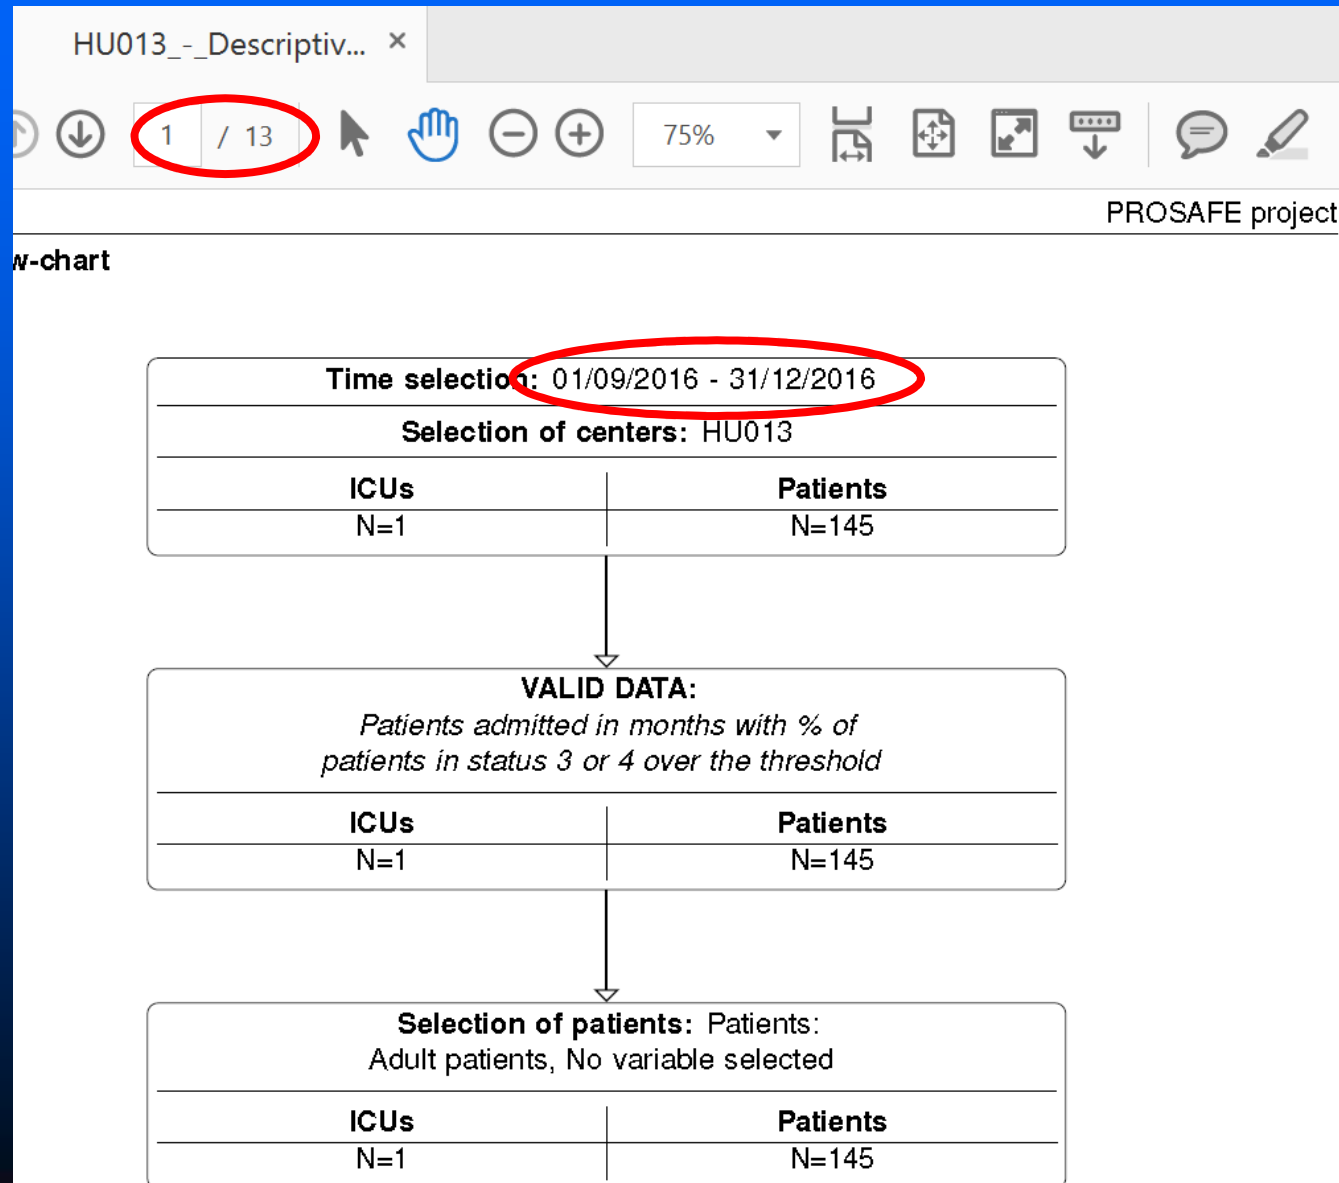 HU013_-_Descriptiv... ×
1 / 13
75%
PROSAFE project
w-chart
Time selection: 01/09/2016 - 31/12/2016
Selection of centers: HU013
ICUs Patients
N=1 N=145
VALID DATA:
Patients admitted in months with % of
patients in status 3 or 4 over the threshold
ICUs Patients
N=1 N=145
Selection of patients: Patients:
Adult patients, No variable selected
ICUs Patients
N=1 N=145